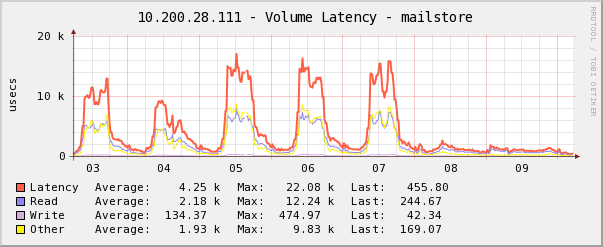 10.200.28.111 - Volume Latency - mailstore
RRDTOOL / TOBI OETIKER
usecs
20 k
10 k
0
03 04 05 06 07 08 09
Latency Average: 4.25 k Max: 22.08 k Last: 455.80
Read Average: 2.18 k Max: 12.24 k Last: 244.67
Write Average: 134.37 Max: 474.97 Last: 42.34
Other Average: 1.93 k Max: 9.83 k Last: 169.07